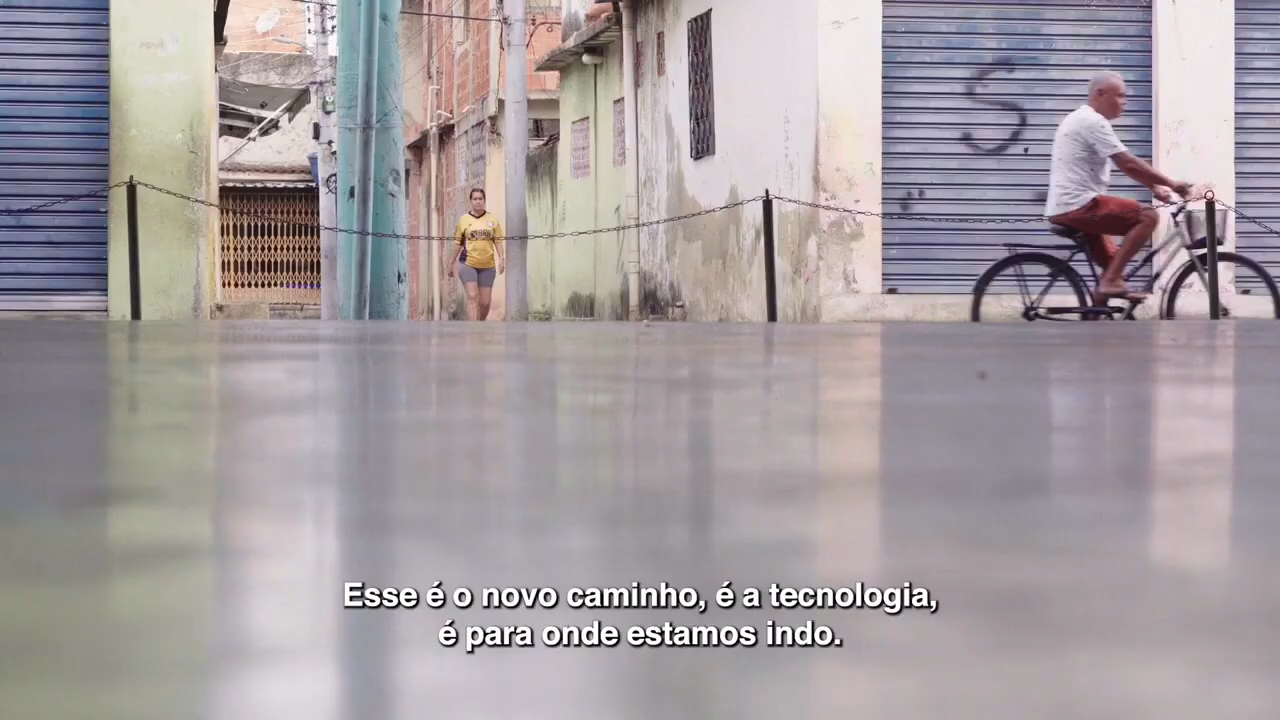 S.
Esse é o novo caminho, é a tecnologia,
é para onde estamos indo.